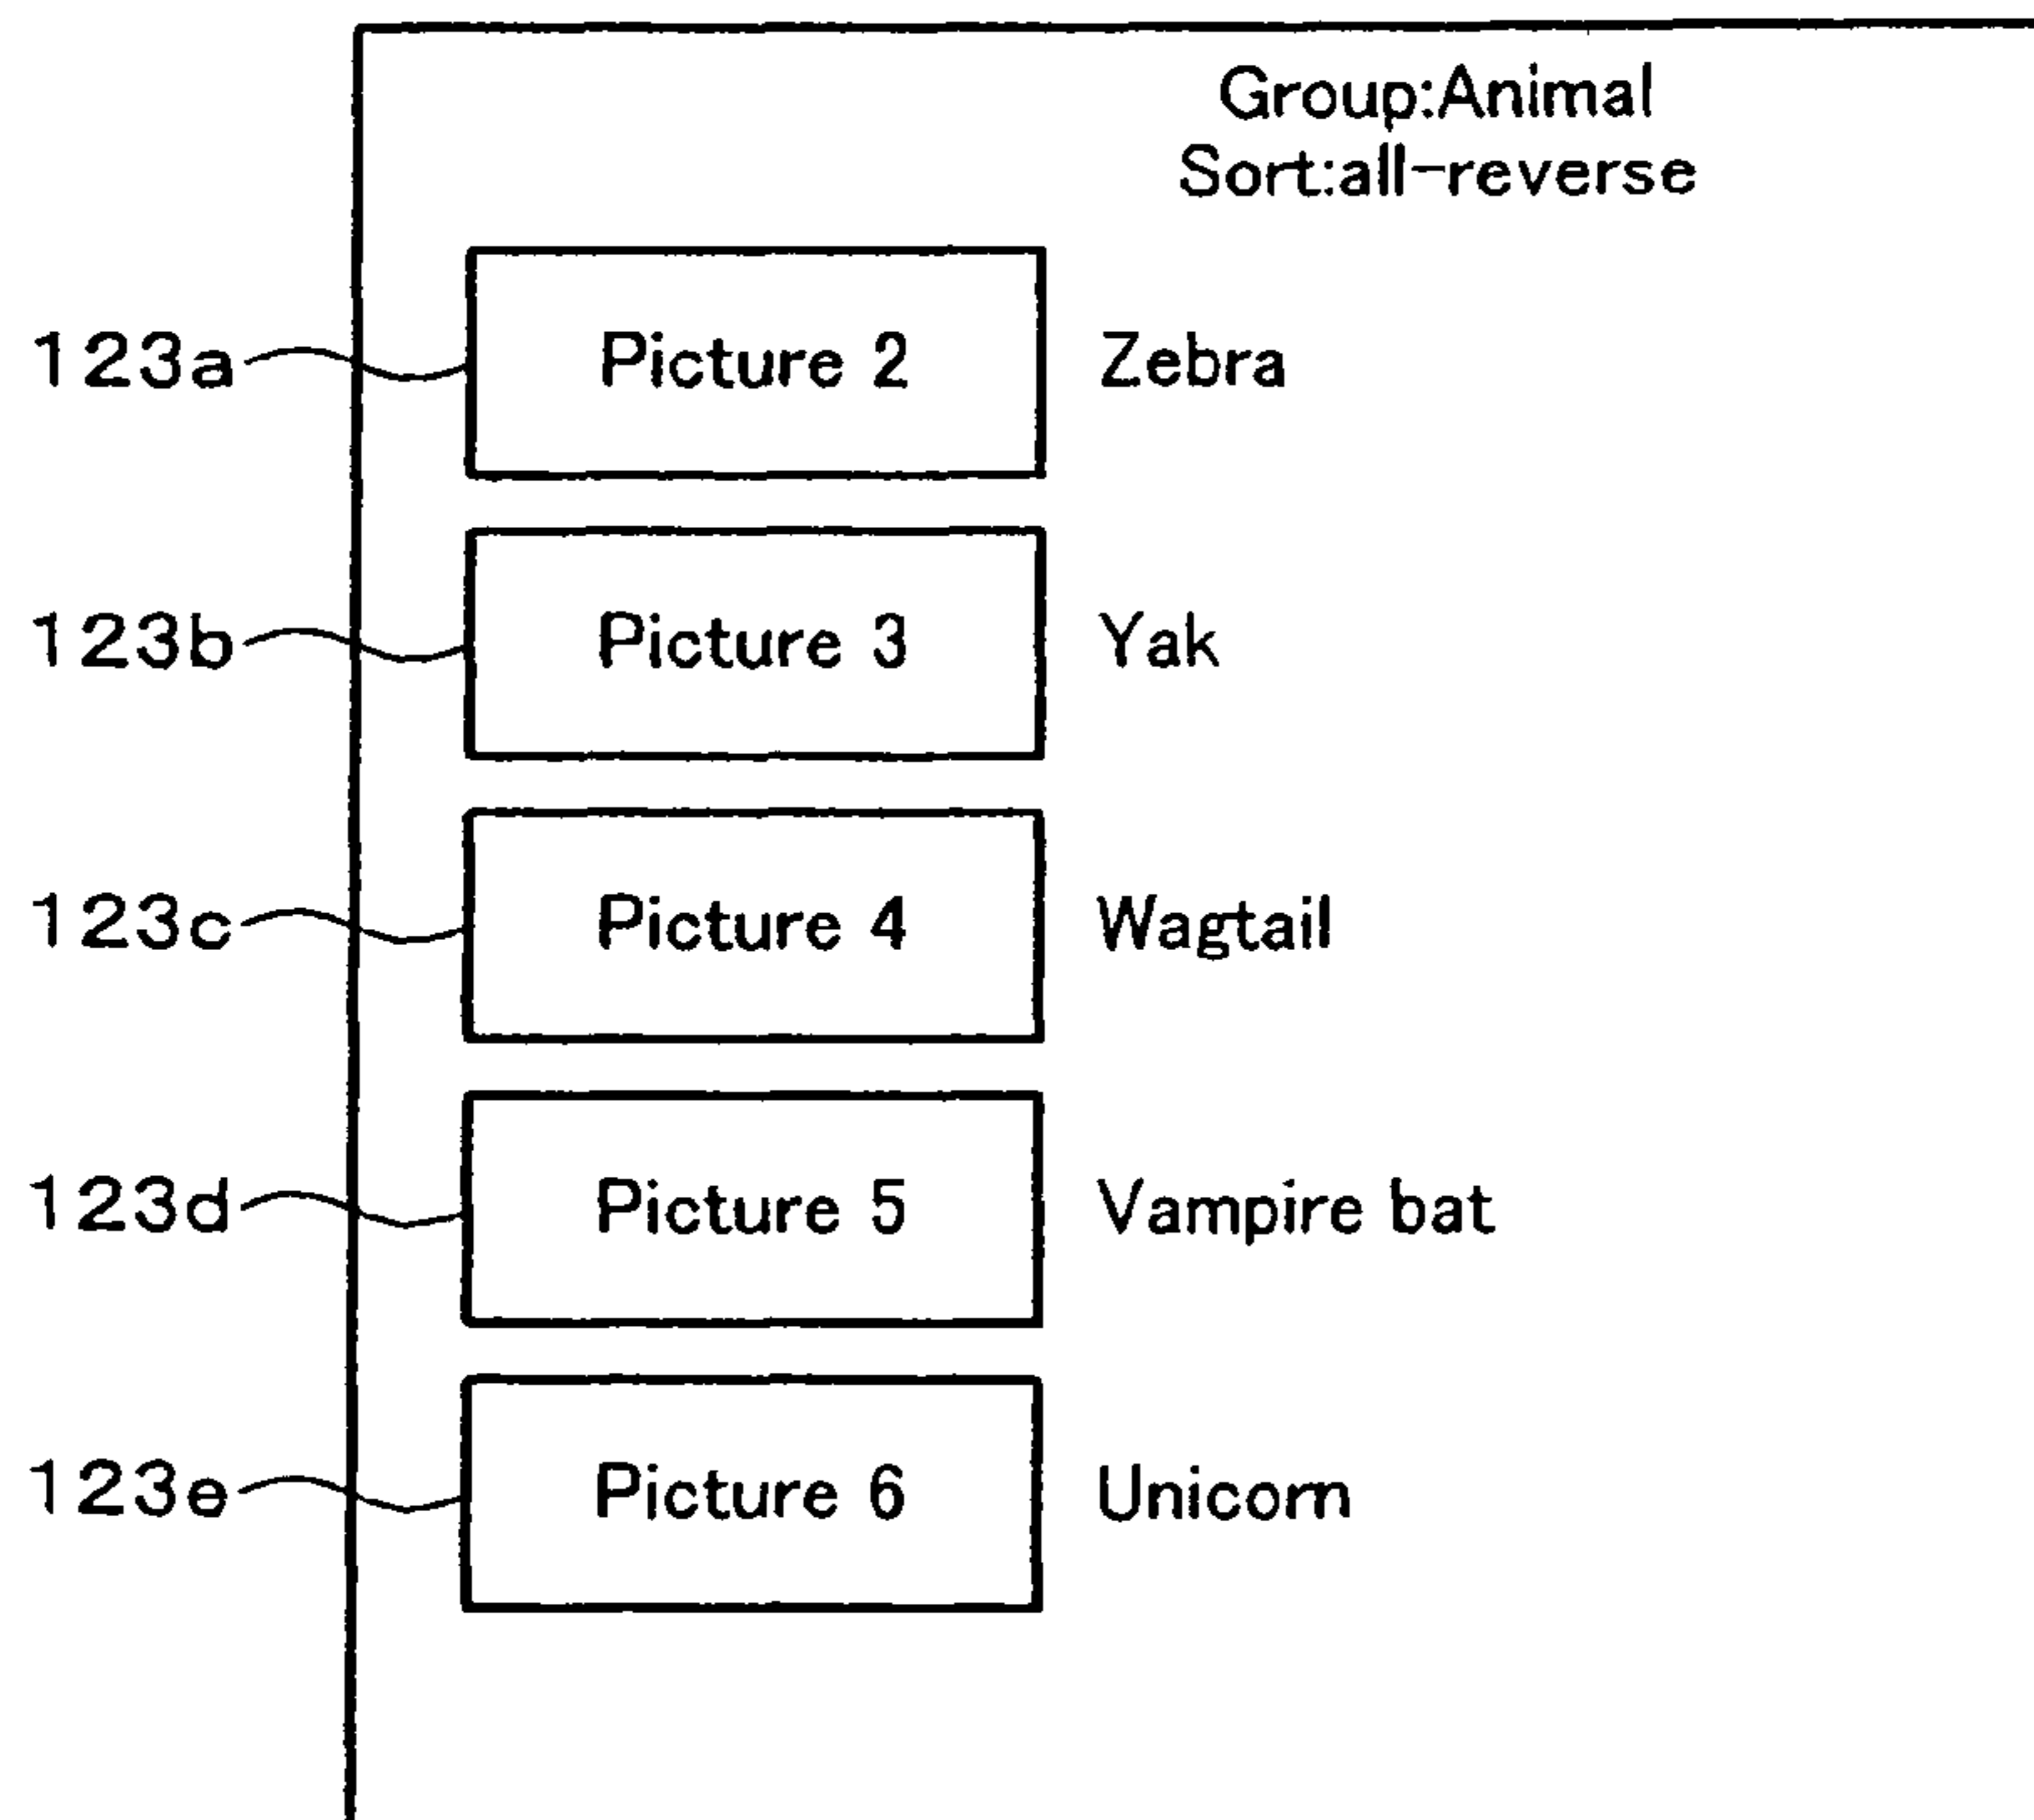 Group:Animal
Sort:all-reverse
123a Picture 2 Zebra
123b Picture 3 Yak
123c Picture 4 Wagtail
123d Picture 5 Vampire bat
123e Picture 6 Unicorn